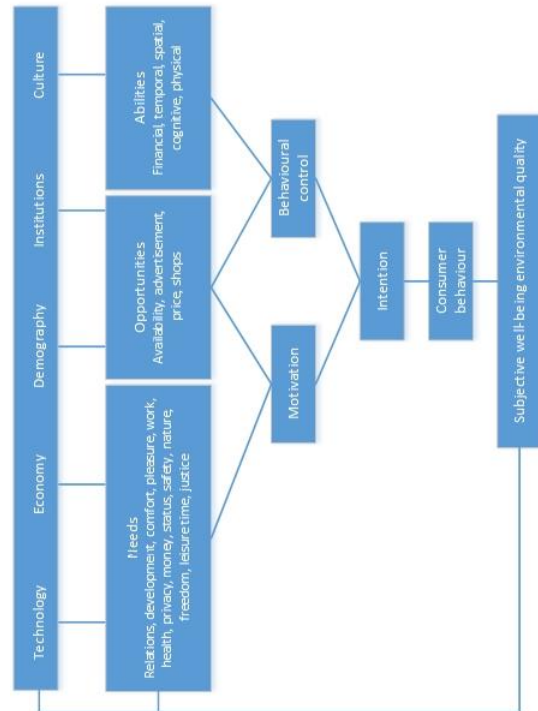 Technology
Economy
Demography
Institutions
Culture
Needs
Relations, development, comfort, pleasure, work,
health, privacy, money, status, safety, nature,
freedom, leisure time, justice
Opportunities
Availability, advertisement,
price, shops
Abilities
Financial, temporal, spatial,
cognitive, physical
Motivation
Behavioural
control
Intention
Consumer
behaviour
Subjective well-being environmental quality